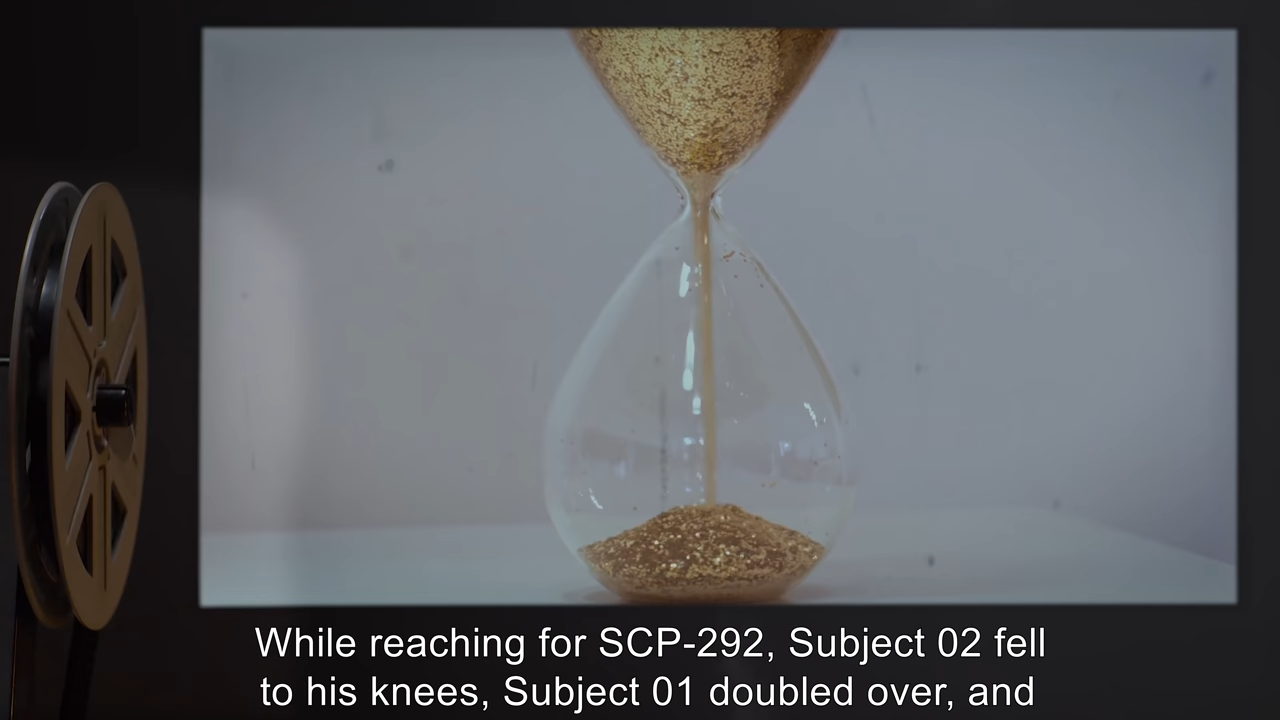 While reaching for SCP-292, Subject 02 fell
to his knees, Subject 01 doubled over, and